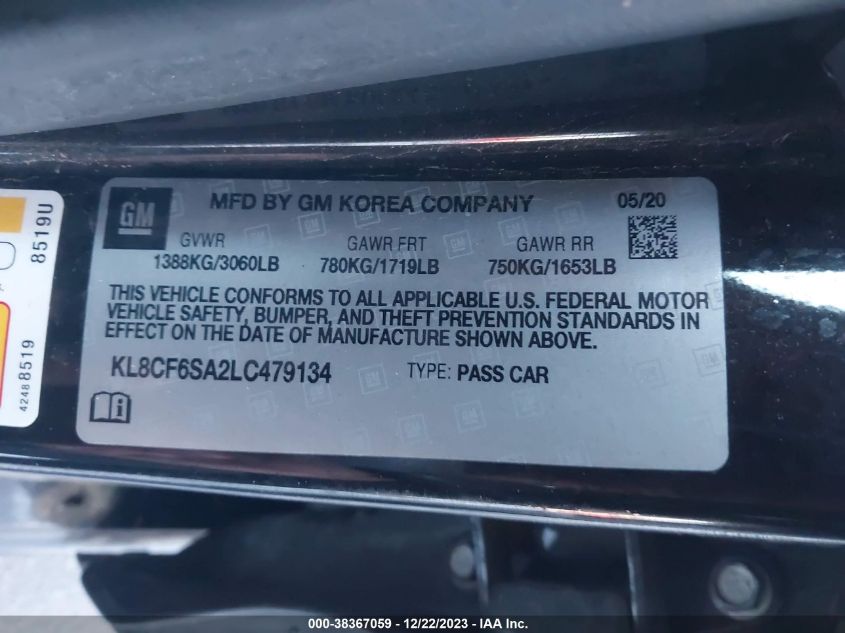 GM
MFD BY GM KOREA COMPANY
05/20
GVWR
GAWR FRT
GAWR RR
1388KG/3060LB
780KG/1719LB
750KG/1653LB
THIS VEHICLE CONFORMS TO ALL APPLICABLE U.S. FEDERAL MOTOR
VEHICLE SAFETY, BUMPER, AND THEFT PREVENTION STANDARDS IN
EFFECT ON THE DATE OF MANUFACTURE SHOWN ABOVE.
KL8CF6SA2LC479134
TYPE: PASS CAR
8519U
42488519
000-38367059 - 12/22/2023 - IAA Inc.